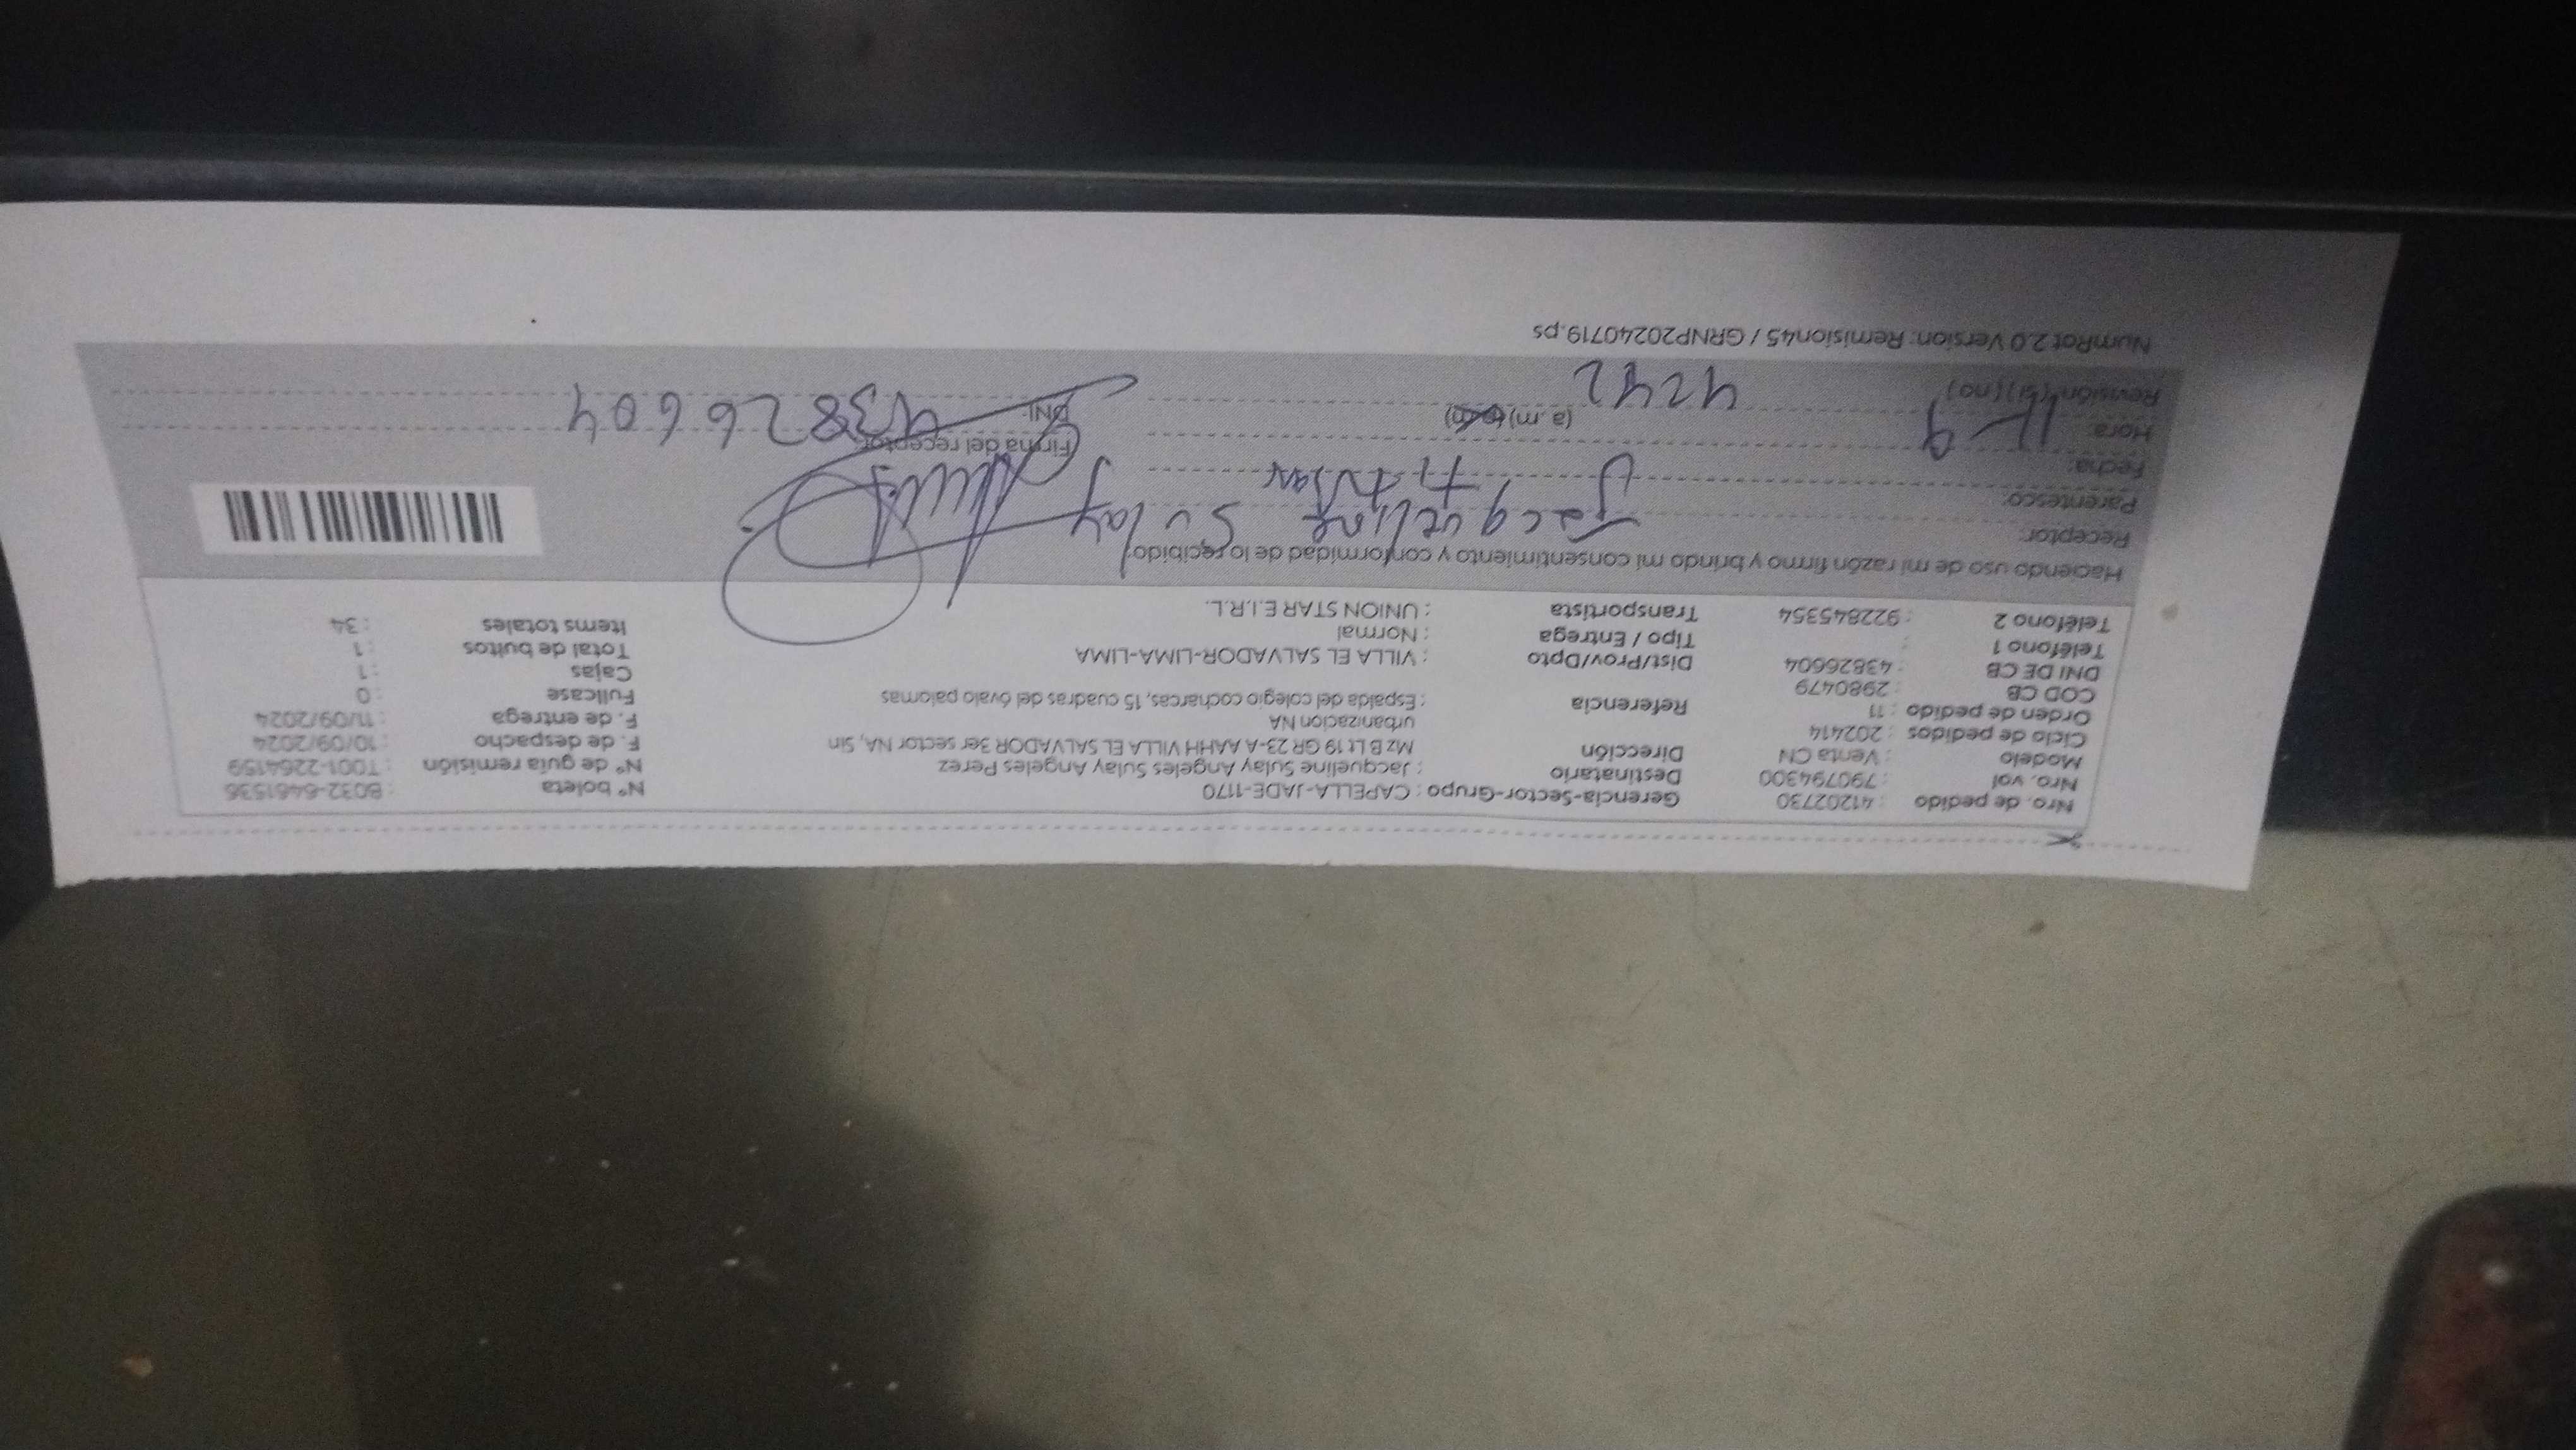 Nro. de pedido : 41202730 Gerencia-Sector-Grupo : CAPELLA-JADE-1170 N° boleta : B032-6461536
Nro. vol : 790794300 Destinatario : Jacqueline Sulay Angeles Sulay Angeles Perez N° de guía remisión : T001-2264159
Modelo : Venta CN Dirección Mz B Lt 19 GR 23-A AAHH VILLA EL SALVADOR 3er sector NA, Sin F. de despacho : 10/09/2024
Ciclo de pedidos : 202414 urbanizacion NA F. de entrega : 11/09/2024
Orden de pedido : 11 Referencia : Espalda del colegio cocharcas, 15 cuadras del óvalo palomas Fullcase : 0
COD CB : 2980479 Cajas : 1
DNI DE CB : 43826604 Dist/Prov/Dpto : VILLA EL SALVADOR-LIMA-LIMA Total de bultos : 1
Teléfono 1 : Tipo / Entrega : Normal Items totales : 34
Teléfono 2 : 922845354 Transportista : UNION STAR E.I.R.L.
Haciendo uso de mi razón firmo y brindo mi consentimiento y conformidad de lo recibido:
Receptor: Jacqueline Sulay
Parentesco: Titular
Fecha: 11-9 Firma del receptor
Hora: (a.m) (p.m) DNI: 43826604
Revisión (si) (no) 4242
NumRot 2.0 Version: Remision45 / GRNP20240719.ps